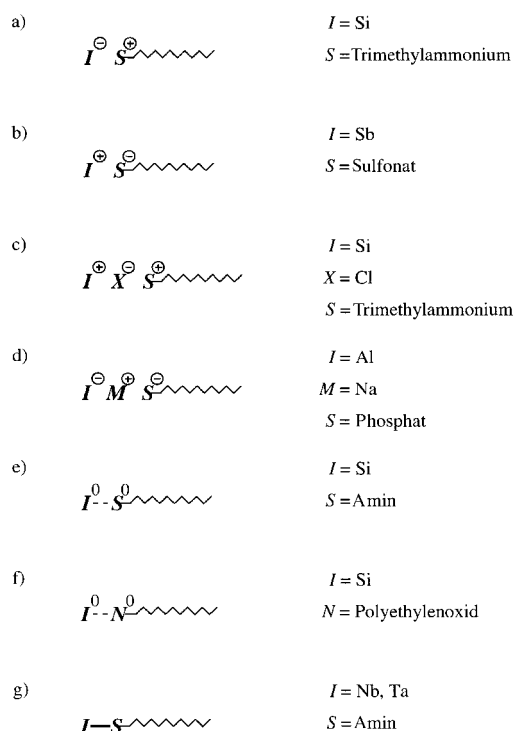 a)
I = Si
I⊖ S⊕
S = Trimethylammonium
b)
I = Sb
I⊕ S⊖
S = Sulfonat
c)
I = Si
I⊕ X⊖ S⊕
X = Cl
S = Trimethylammonium
d)
I = Al
I⊖ M⊕ S⊖
M = Na
S = Phosphat
e)
I = Si
I0--S0
S = Amin
f)
I = Si
I0--N0
N = Polyethylenoxid
g)
I = Nb, Ta
I—S
S = Amin